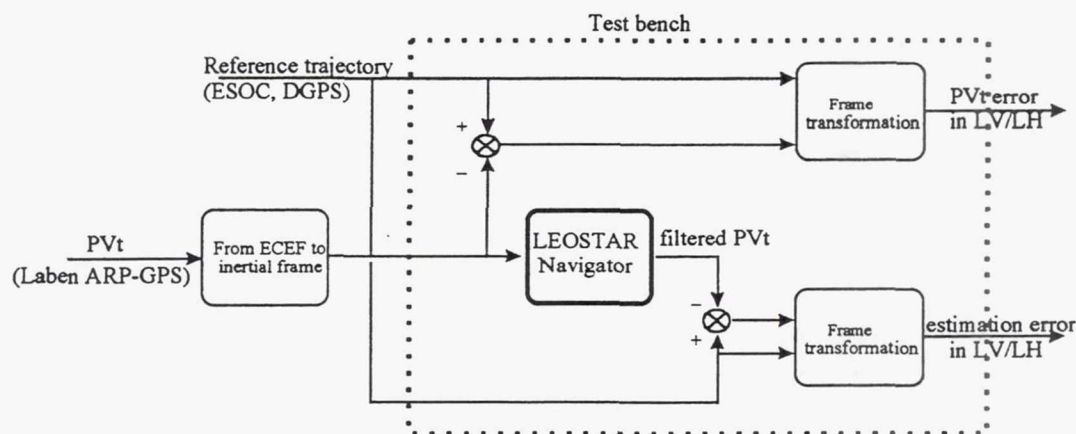 Test bench
Reference trajectory
(ESOC, DGPS)
Frame
transformation
PVt error
in LV/LH
+
−
PVt
(Laben ARP-GPS)
From ECEF to
inertial frame
LEOSTAR
Navigator
filtered PVt
−
+
Frame
transformation
estimation error
in LV/LH